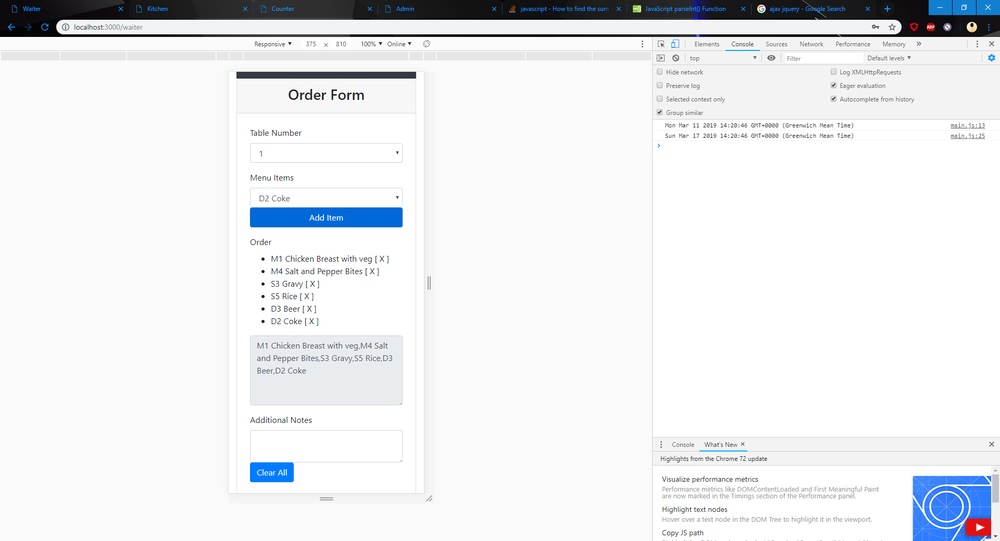 Waiter
Kitchen
Counter
Admin
javascript - How to find the sum
JavaScript parseInt() Function
ajax jquery - Google Search
localhost:3000/waiter
ABP
Responsive ▼ 375 x 810 100% ▼ Online ▼
Elements Console Sources Network Performance Memory »
top ▼ Filter Default levels ▼
Hide network
Log XMLHttpRequests
Preserve log
Eager evaluation
Selected context only
Autocomplete from history
Group similar
Mon Mar 11 2019 14:20:46 GMT+0000 (Greenwich Mean Time) main.js:13
Sun Mar 17 2019 14:20:46 GMT+0000 (Greenwich Mean Time) main.js:25
Order Form
Table Number
1
Menu Items
D2 Coke
Add Item
Order
• M1 Chicken Breast with veg [ X ]
• M4 Salt and Pepper Bites [ X ]
• S3 Gravy [ X ]
• S5 Rice [ X ]
• D3 Beer [ X ]
• D2 Coke [ X ]
M1 Chicken Breast with veg,M4 Salt
and Pepper Bites,S3 Gravy,S5 Rice,D3
Beer,D2 Coke
Additional Notes
Clear All
Console What's New
Highlights from the Chrome 72 update
Visualize performance metrics
Performance metrics like DOMContentLoaded and First Meaningful Paint
are now marked in the Timings section of the Performance panel.
Highlight text nodes
Hover over a text node in the DOM Tree to highlight it in the viewport.
Copy JS path